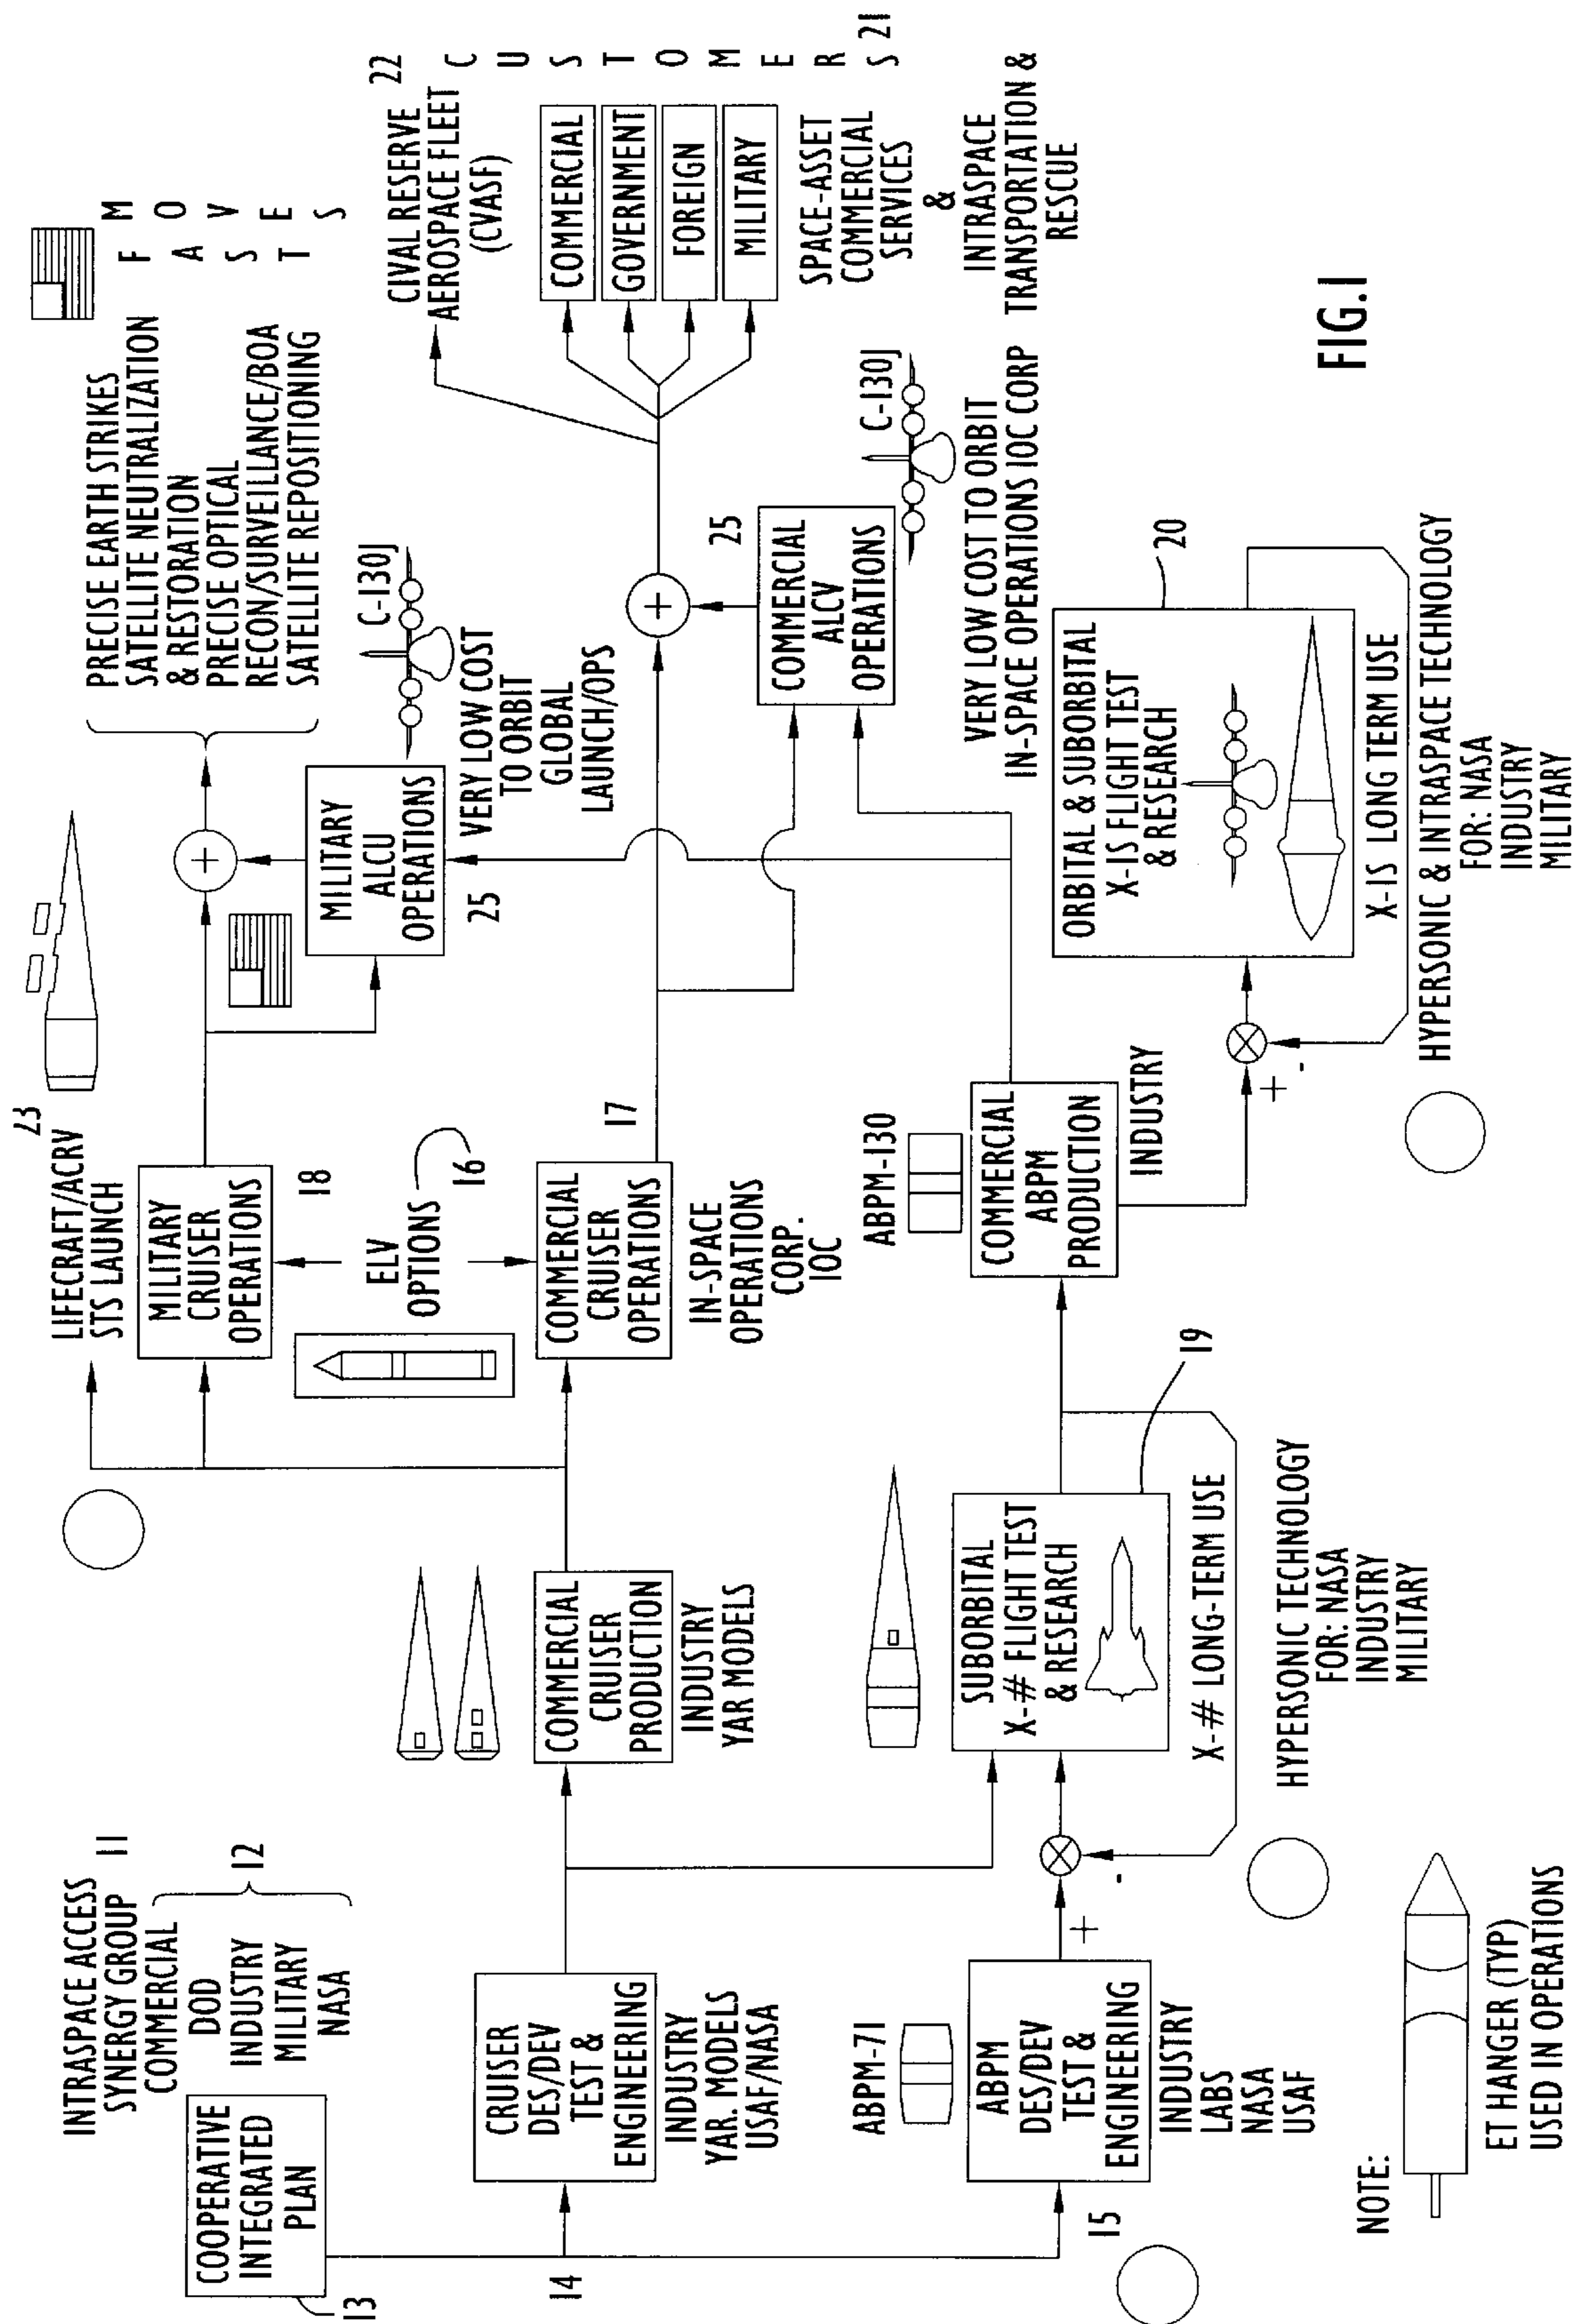 INTRASPACE ACCESS
SYNERGY GROUP
11
COMMERCIAL
DOD
INDUSTRY
MILITARY
NASA
12
COOPERATIVE
INTEGRATED
PLAN
13
14
15
CRUISER
DES/DEV
TEST &
ENGINEERING
INDUSTRY
YAR. MODELS
USAF/NASA
ABPM-71
ABPM
DES/DEV
TEST &
ENGINEERING
INDUSTRY
LABS
NASA
USAF
+
-
NOTE:
ET HANGER (TYP)
USED IN OPERATIONS
COMMERCIAL
CRUISER
PRODUCTION
INDUSTRY
YAR MODELS
SUBORBITAL
X-# FLIGHT TEST
& RESEARCH
19
X-# LONG-TERM USE
HYPERSONIC TECHNOLOGY
FOR: NASA
INDUSTRY
MILITARY
23
LIFECRAFT/ACRV
STS LAUNCH
MILITARY
CRUISER
OPERATIONS
18
ELV
OPTIONS
16
COMMERCIAL
CRUISER
OPERATIONS
17
IN-SPACE
OPERATIONS
CORP.
IOC
ABPM-130
COMMERCIAL
ABPM
PRODUCTION
INDUSTRY
+
-
+
MILITARY
ALCU
OPERATIONS
25
C-130J
VERY LOW COST
TO ORBIT
GLOBAL
LAUNCH/OPS
PRECISE EARTH STRIKES
SATELLITE NEUTRALIZATION
& RESTORATION
PRECISE OPTICAL
RECON/SURVEILLANCE/BOA
SATELLITE REPOSITIONING
FAST
MOVES
+
COMMERCIAL
ALCV
OPERATIONS
25
C-130J
VERY LOW COST TO ORBIT
IN-SPACE OPERATIONS IOC CORP
CIVAL RESERVE
AEROSPACE FLEET
(CVASF)
22
COMMERCIAL
GOVERNMENT
FOREIGN
MILITARY
CUSTOMERS
21
SPACE-ASSET
COMMERCIAL
SERVICES
&
INTRASPACE
TRANSPORTATION &
RESCUE
ORBITAL & SUBORBITAL
X-IS FLIGHT TEST
& RESEARCH
20
X-IS LONG TERM USE
HYPERSONIC & INTRASPACE TECHNOLOGY
FOR: NASA
INDUSTRY
MILITARY
FIG.1